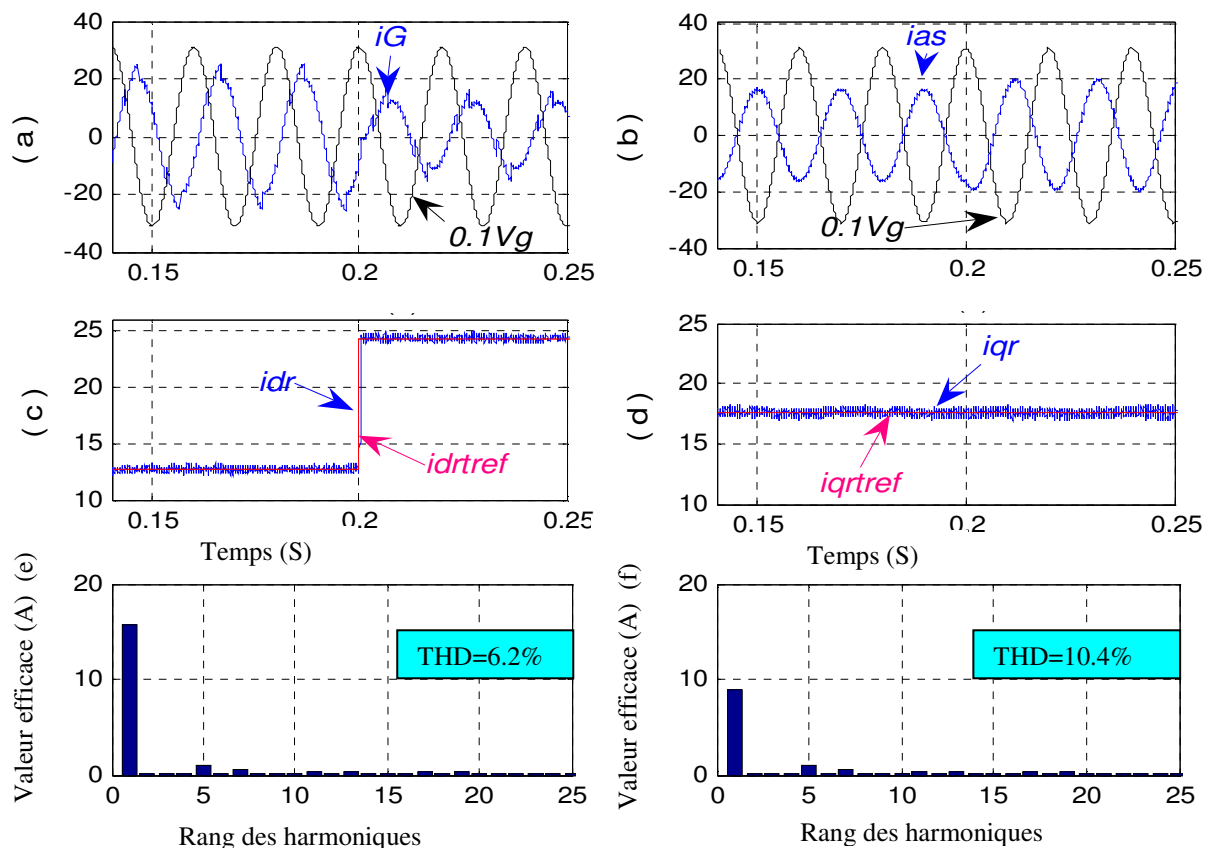 40
20
0
-20
-40
(a)
iG
0.1Vg
0.15
0.2
0.25
40
20
0
-20
-40
(b)
ias
0.1Vg
0.15
0.2
0.25
25
20
15
10
(c)
idr
idrtref
0.15
0.2
0.25
Temps (S)
25
20
15
10
(d)
iqr
iqrtref
0.15
0.2
0.25
Temps (S)
Valeur efficace (A) (e)
20
10
0
THD=6.2%
0
5
10
15
20
25
Rang des harmoniques
Valeur efficace (A) (f)
20
10
0
THD=10.4%
0
5
10
15
20
25
Rang des harmoniques